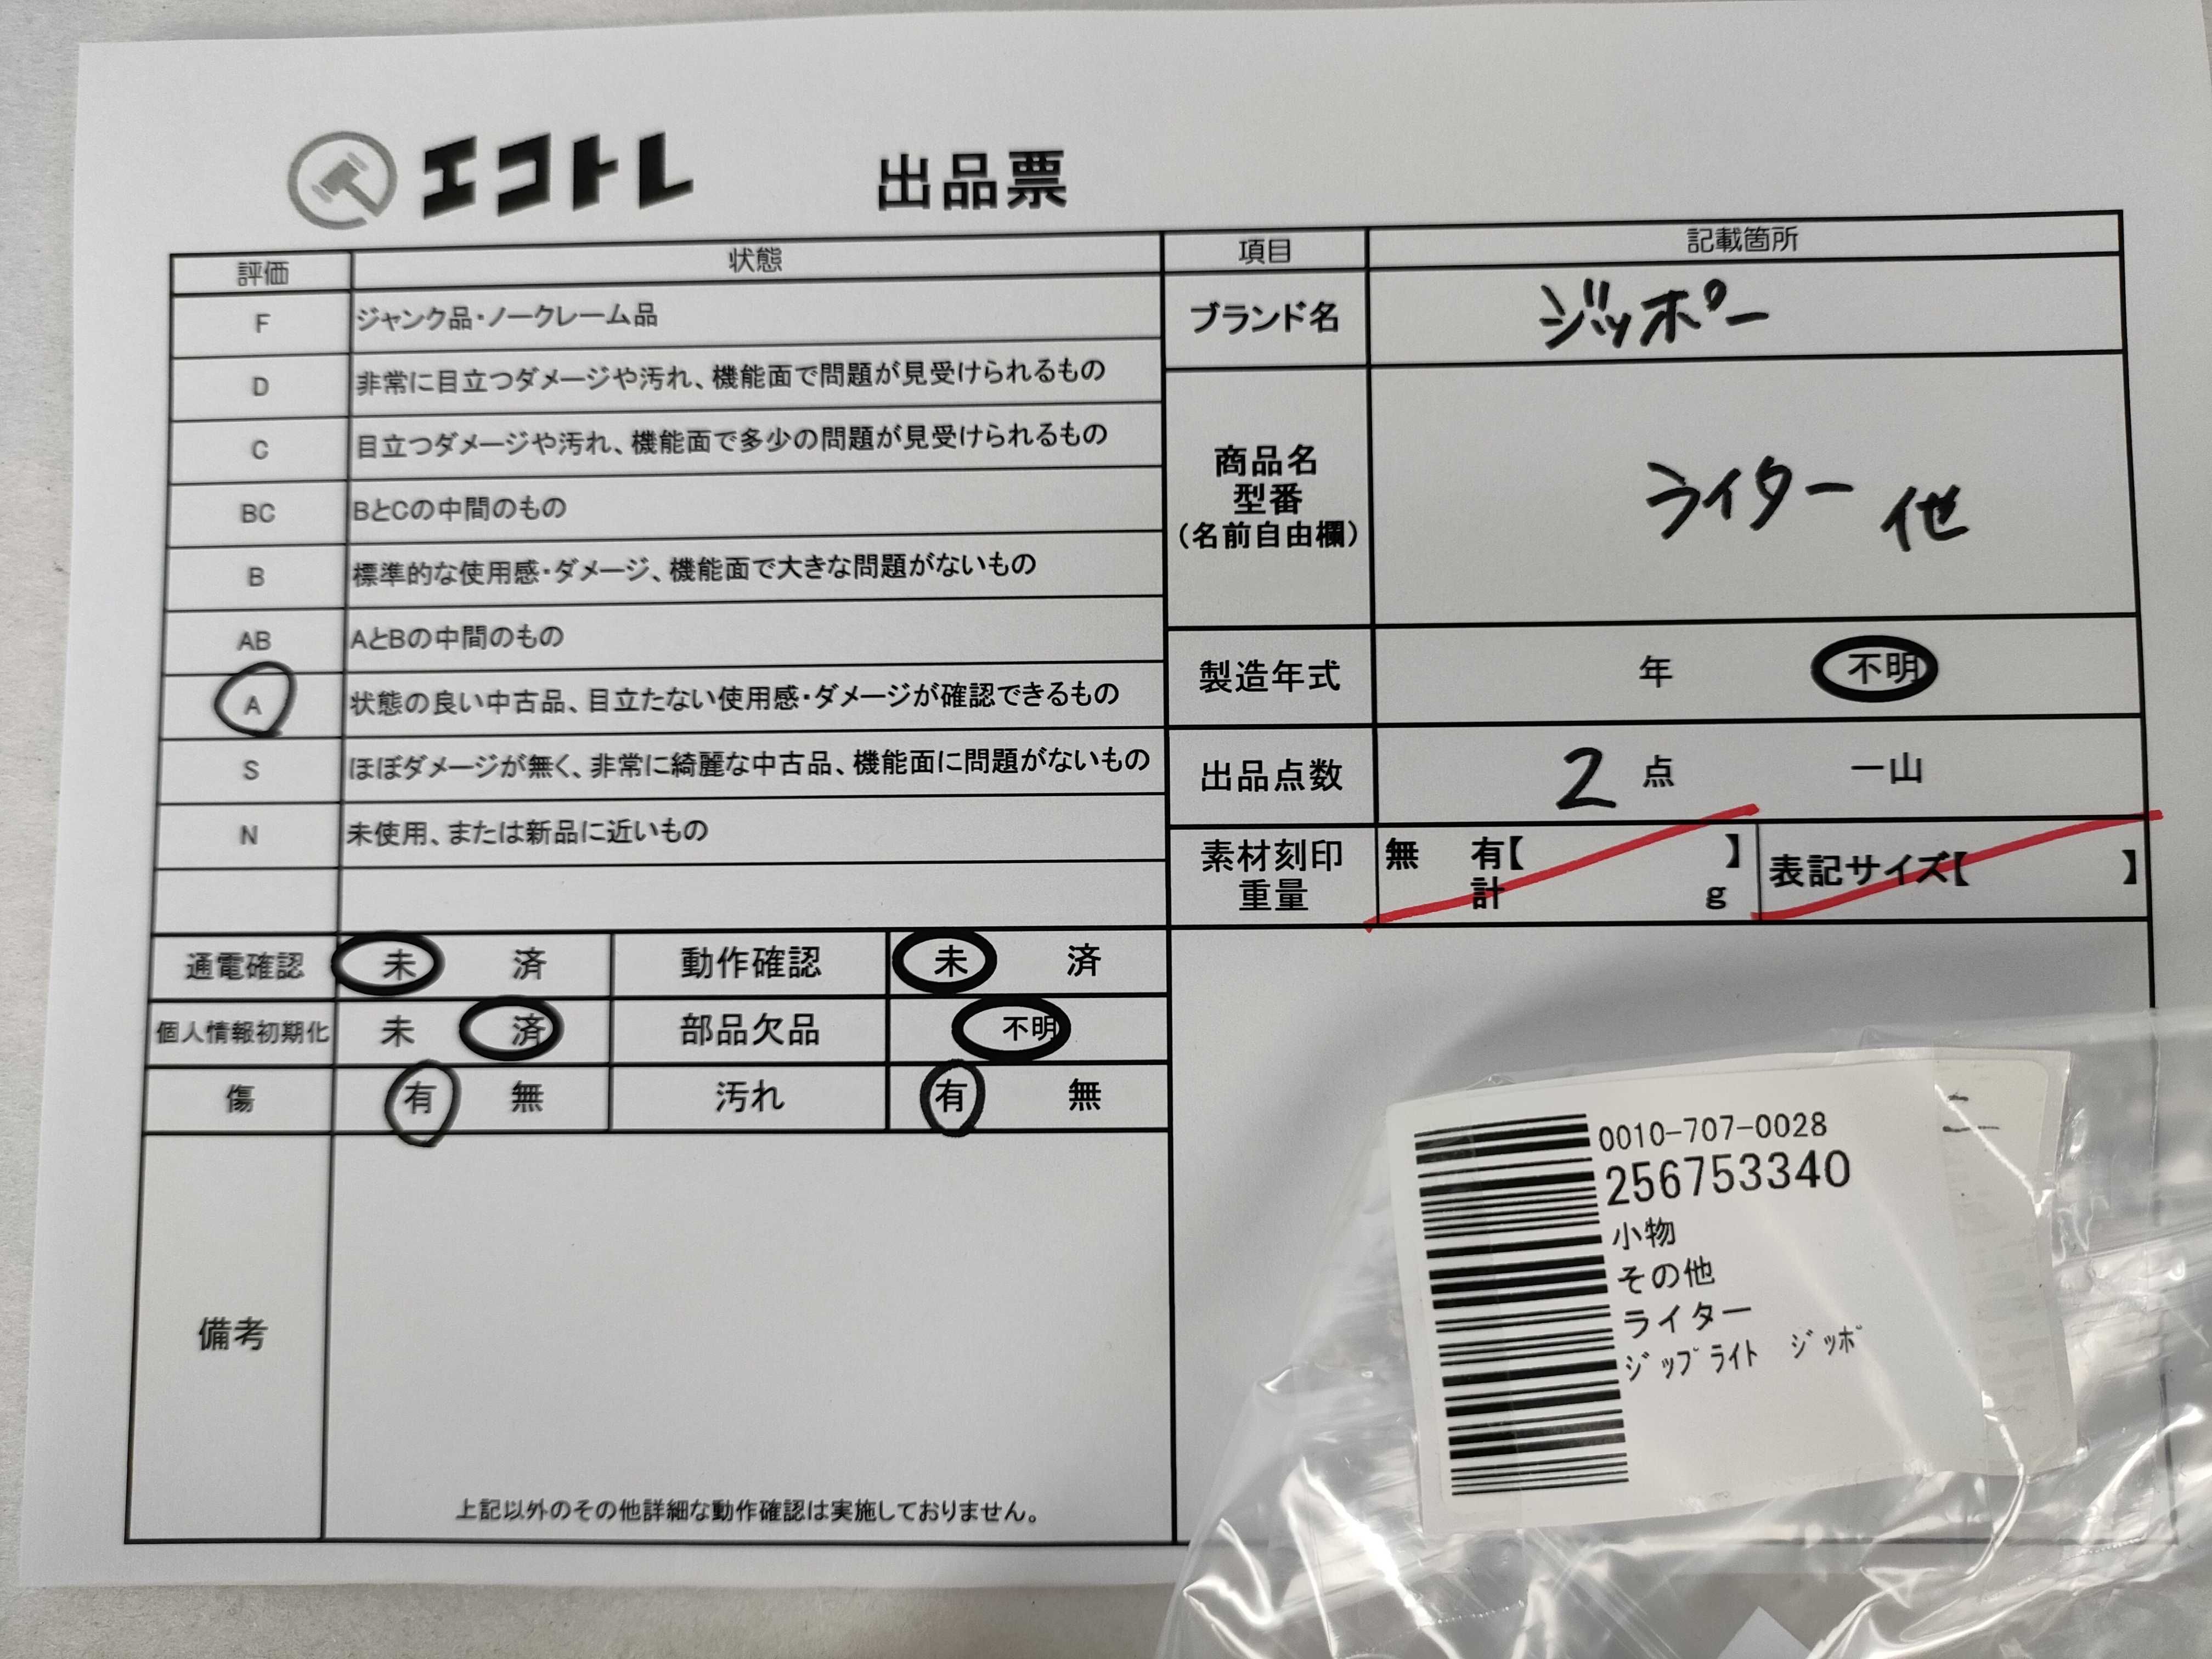 エコトレ 出品票
評価 状態
F ジャンク品・ノークレーム品
D 非常に目立つダメージや汚れ、機能面で問題が見受けられるもの
C 目立つダメージや汚れ、機能面で多少の問題が見受けられるもの
BC BとCの中間のもの
B 標準的な使用感・ダメージ、機能面で大きな問題がないもの
AB AとBの中間のもの
A 状態の良い中古品、目立たない使用感・ダメージが確認できるもの
S ほぼダメージが無く、非常に綺麗な中古品、機能面に問題がないもの
N 未使用、または新品に近いもの
項目 記載箇所
ブランド名 ジッポー
商品名
型番
(名前自由欄)
ライター 他
製造年式 年 不明
出品点数 2 点 一山
素材刻印
重量
無 有【 】
計 g
表記サイズ【 】
通電確認 未 済 動作確認 未 済
個人情報初期化 未 済 部品欠品 不明
傷 有 無 汚れ 有 無
備考
上記以外のその他詳細な動作確認は実施しておりません。
0010-707-0028
256753340
小物
その他
ライター
ｼﾞｯﾌﾟﾗｲﾄ ｼﾞｯﾎﾟ